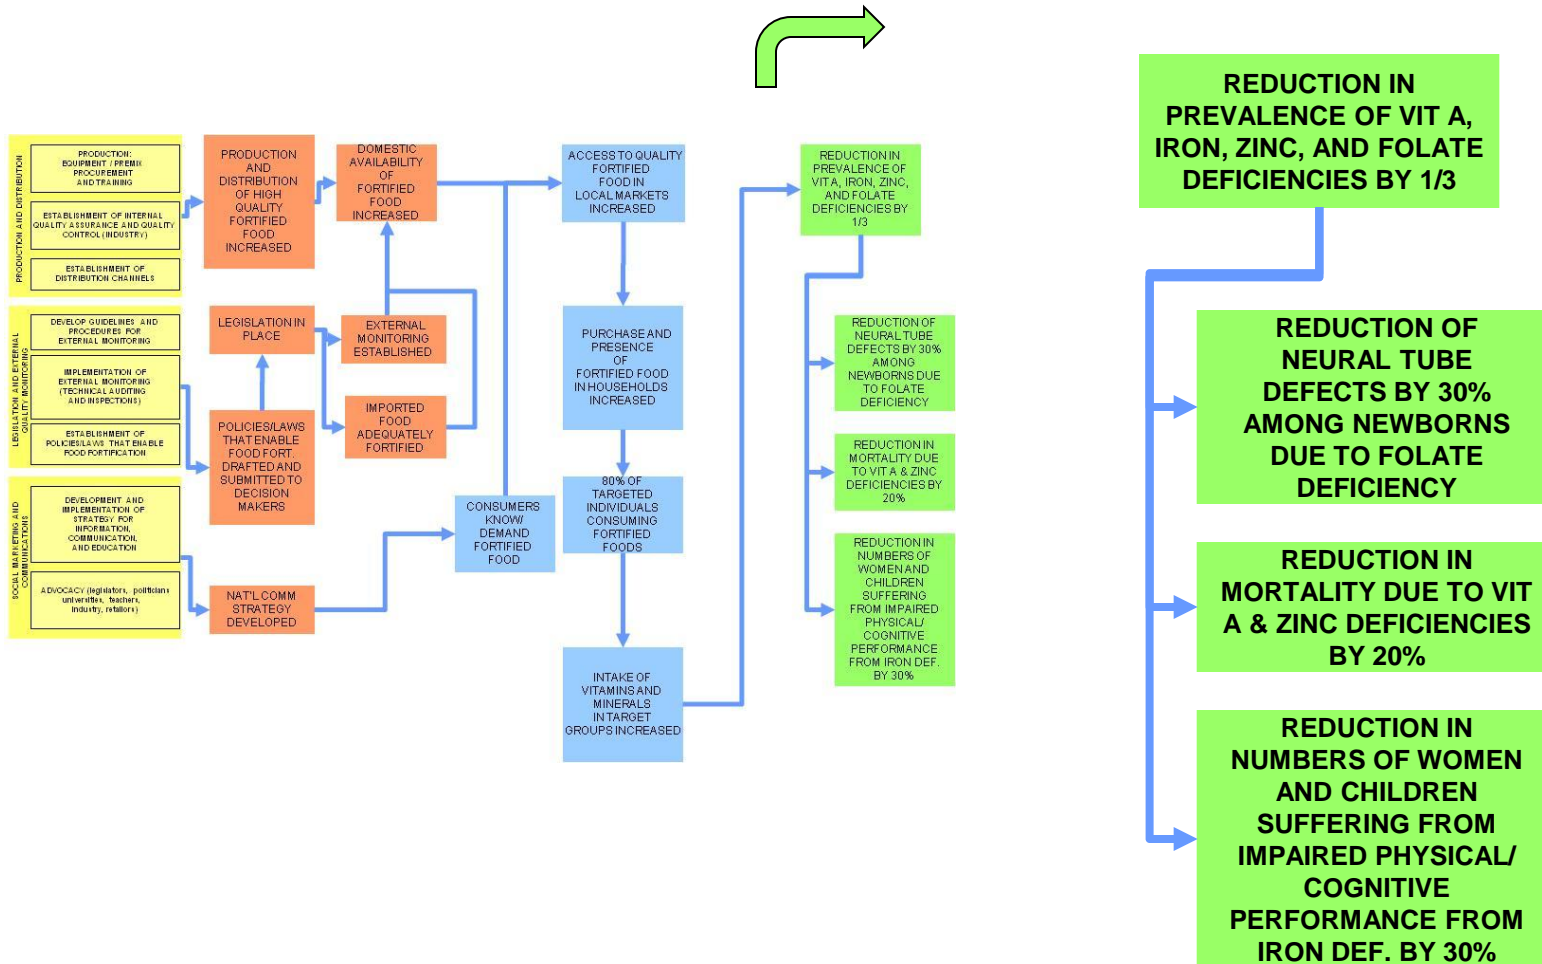 PRODUCTION AND DISTRIBUTION
PRODUCTION:
EQUIPMENT / PREMIX
PROCUREMENT
AND TRAINING
ESTABLISHMENT OF INTERNAL
QUALITY ASSURANCE AND QUALITY
CONTROL (INDUSTRY)
ESTABLISHMENT OF
DISTRIBUTION CHANNELS
LEGISLATION AND EXTERNAL
QUALITY MONITORING
DEVELOP GUIDELINES AND
PROCEDURES FOR
EXTERNAL MONITORING
IMPLEMENTATION OF
EXTERNAL MONITORING
(TECHNICAL AUDITING
AND INSPECTIONS)
ESTABLISHMENT OF
POLICIES/LAWS THAT ENABLE
FOOD FORTIFICATION
SOCIAL MARKETING AND
COMMUNICATIONS
DEVELOPMENT AND
IMPLEMENTATION OF
STRATEGY FOR
INFORMATION,
COMMUNICATION,
AND EDUCATION
ADVOCACY (legislators, politicians
universities, teachers,
industry, retailors)
PRODUCTION
AND
DISTRIBUTION
OF HIGH
QUALITY
FORTIFIED
FOOD
INCREASED
DOMESTIC
AVAILABILITY
OF
FORTIFIED
FOOD
INCREASED
LEGISLATION IN
PLACE
EXTERNAL
MONITORING
ESTABLISHED
IMPORTED
FOOD
ADEQUATELY
FORTIFIED
POLICIES/LAWS
THAT ENABLE
FOOD FORT.
DRAFTED AND
SUBMITTED TO
DECISION
MAKERS
NAT'L COMM
STRATEGY
DEVELOPED
CONSUMERS
KNOW/
DEMAND
FORTIFIED
FOOD
ACCESS TO QUALITY
FORTIFIED
FOOD IN
LOCAL MARKETS
INCREASED
PURCHASE AND
PRESENCE
OF
FORTIFIED FOOD
IN HOUSEHOLDS
INCREASED
80% OF
TARGETED
INDIVIDUALS
CONSUMING
FORTIFIED
FOODS
INTAKE OF
VITAMINS AND
MINERALS
IN TARGET
GROUPS INCREASED
REDUCTION IN
PREVALENCE OF
VIT A, IRON, ZINC,
AND FOLATE
DEFICIENCIES BY
1/3
REDUCTION OF
NEURAL TUBE
DEFECTS BY 30%
AMONG
NEWBORNS DUE
TO FOLATE
DEFICIENCY
REDUCTION IN
MORTALITY DUE
TO VIT A & ZINC
DEFICIENCIES BY
20%
REDUCTION IN
NUMBERS OF
WOMEN AND
CHILDREN
SUFFERING
FROM IMPAIRED
PHYSICAL/
COGNITIVE
PERFORMANCE
FROM IRON DEF.
BY 30%
REDUCTION IN
PREVALENCE OF VIT A,
IRON, ZINC, AND FOLATE
DEFICIENCIES BY 1/3
REDUCTION OF
NEURAL TUBE
DEFECTS BY 30%
AMONG NEWBORNS
DUE TO FOLATE
DEFICIENCY
REDUCTION IN
MORTALITY DUE TO VIT
A & ZINC DEFICIENCIES
BY 20%
REDUCTION IN
NUMBERS OF WOMEN
AND CHILDREN
SUFFERING FROM
IMPAIRED PHYSICAL/
COGNITIVE
PERFORMANCE FROM
IRON DEF. BY 30%